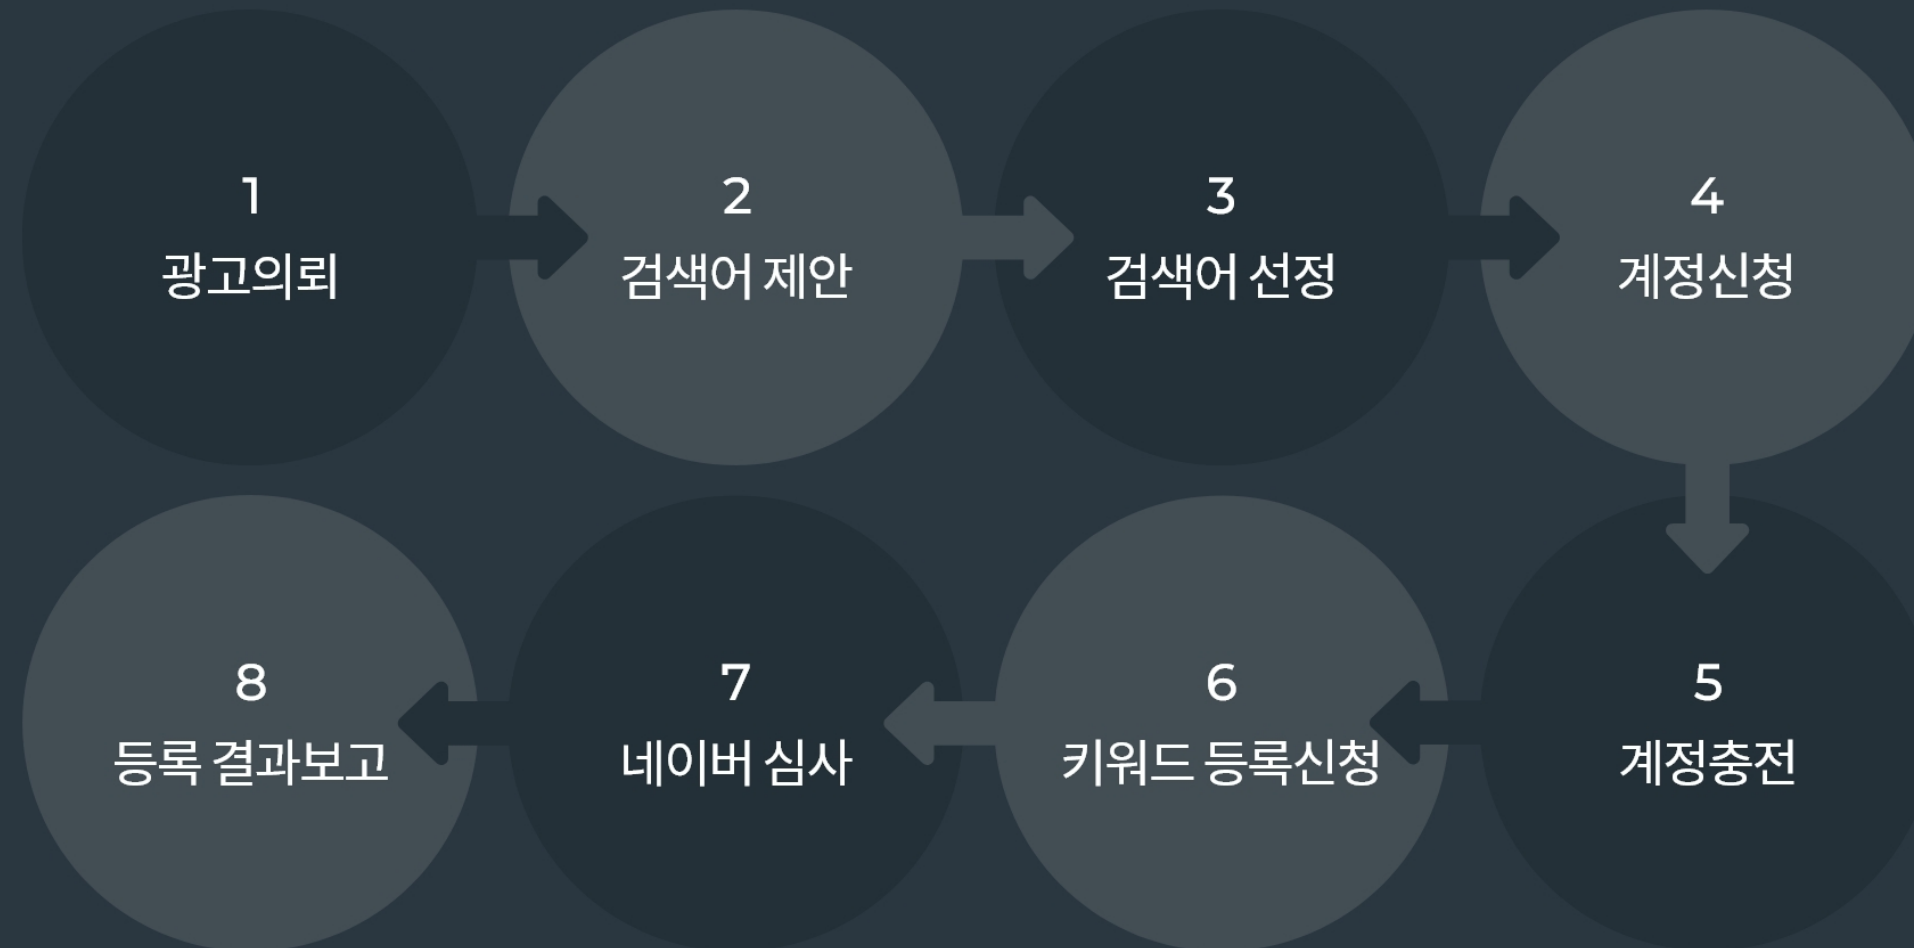 1
광고의뢰
2
검색어 제안
3
검색어 선정
4
계정신청
5
계정충전
6
키워드 등록신청
7
네이버 심사
8
등록 결과보고